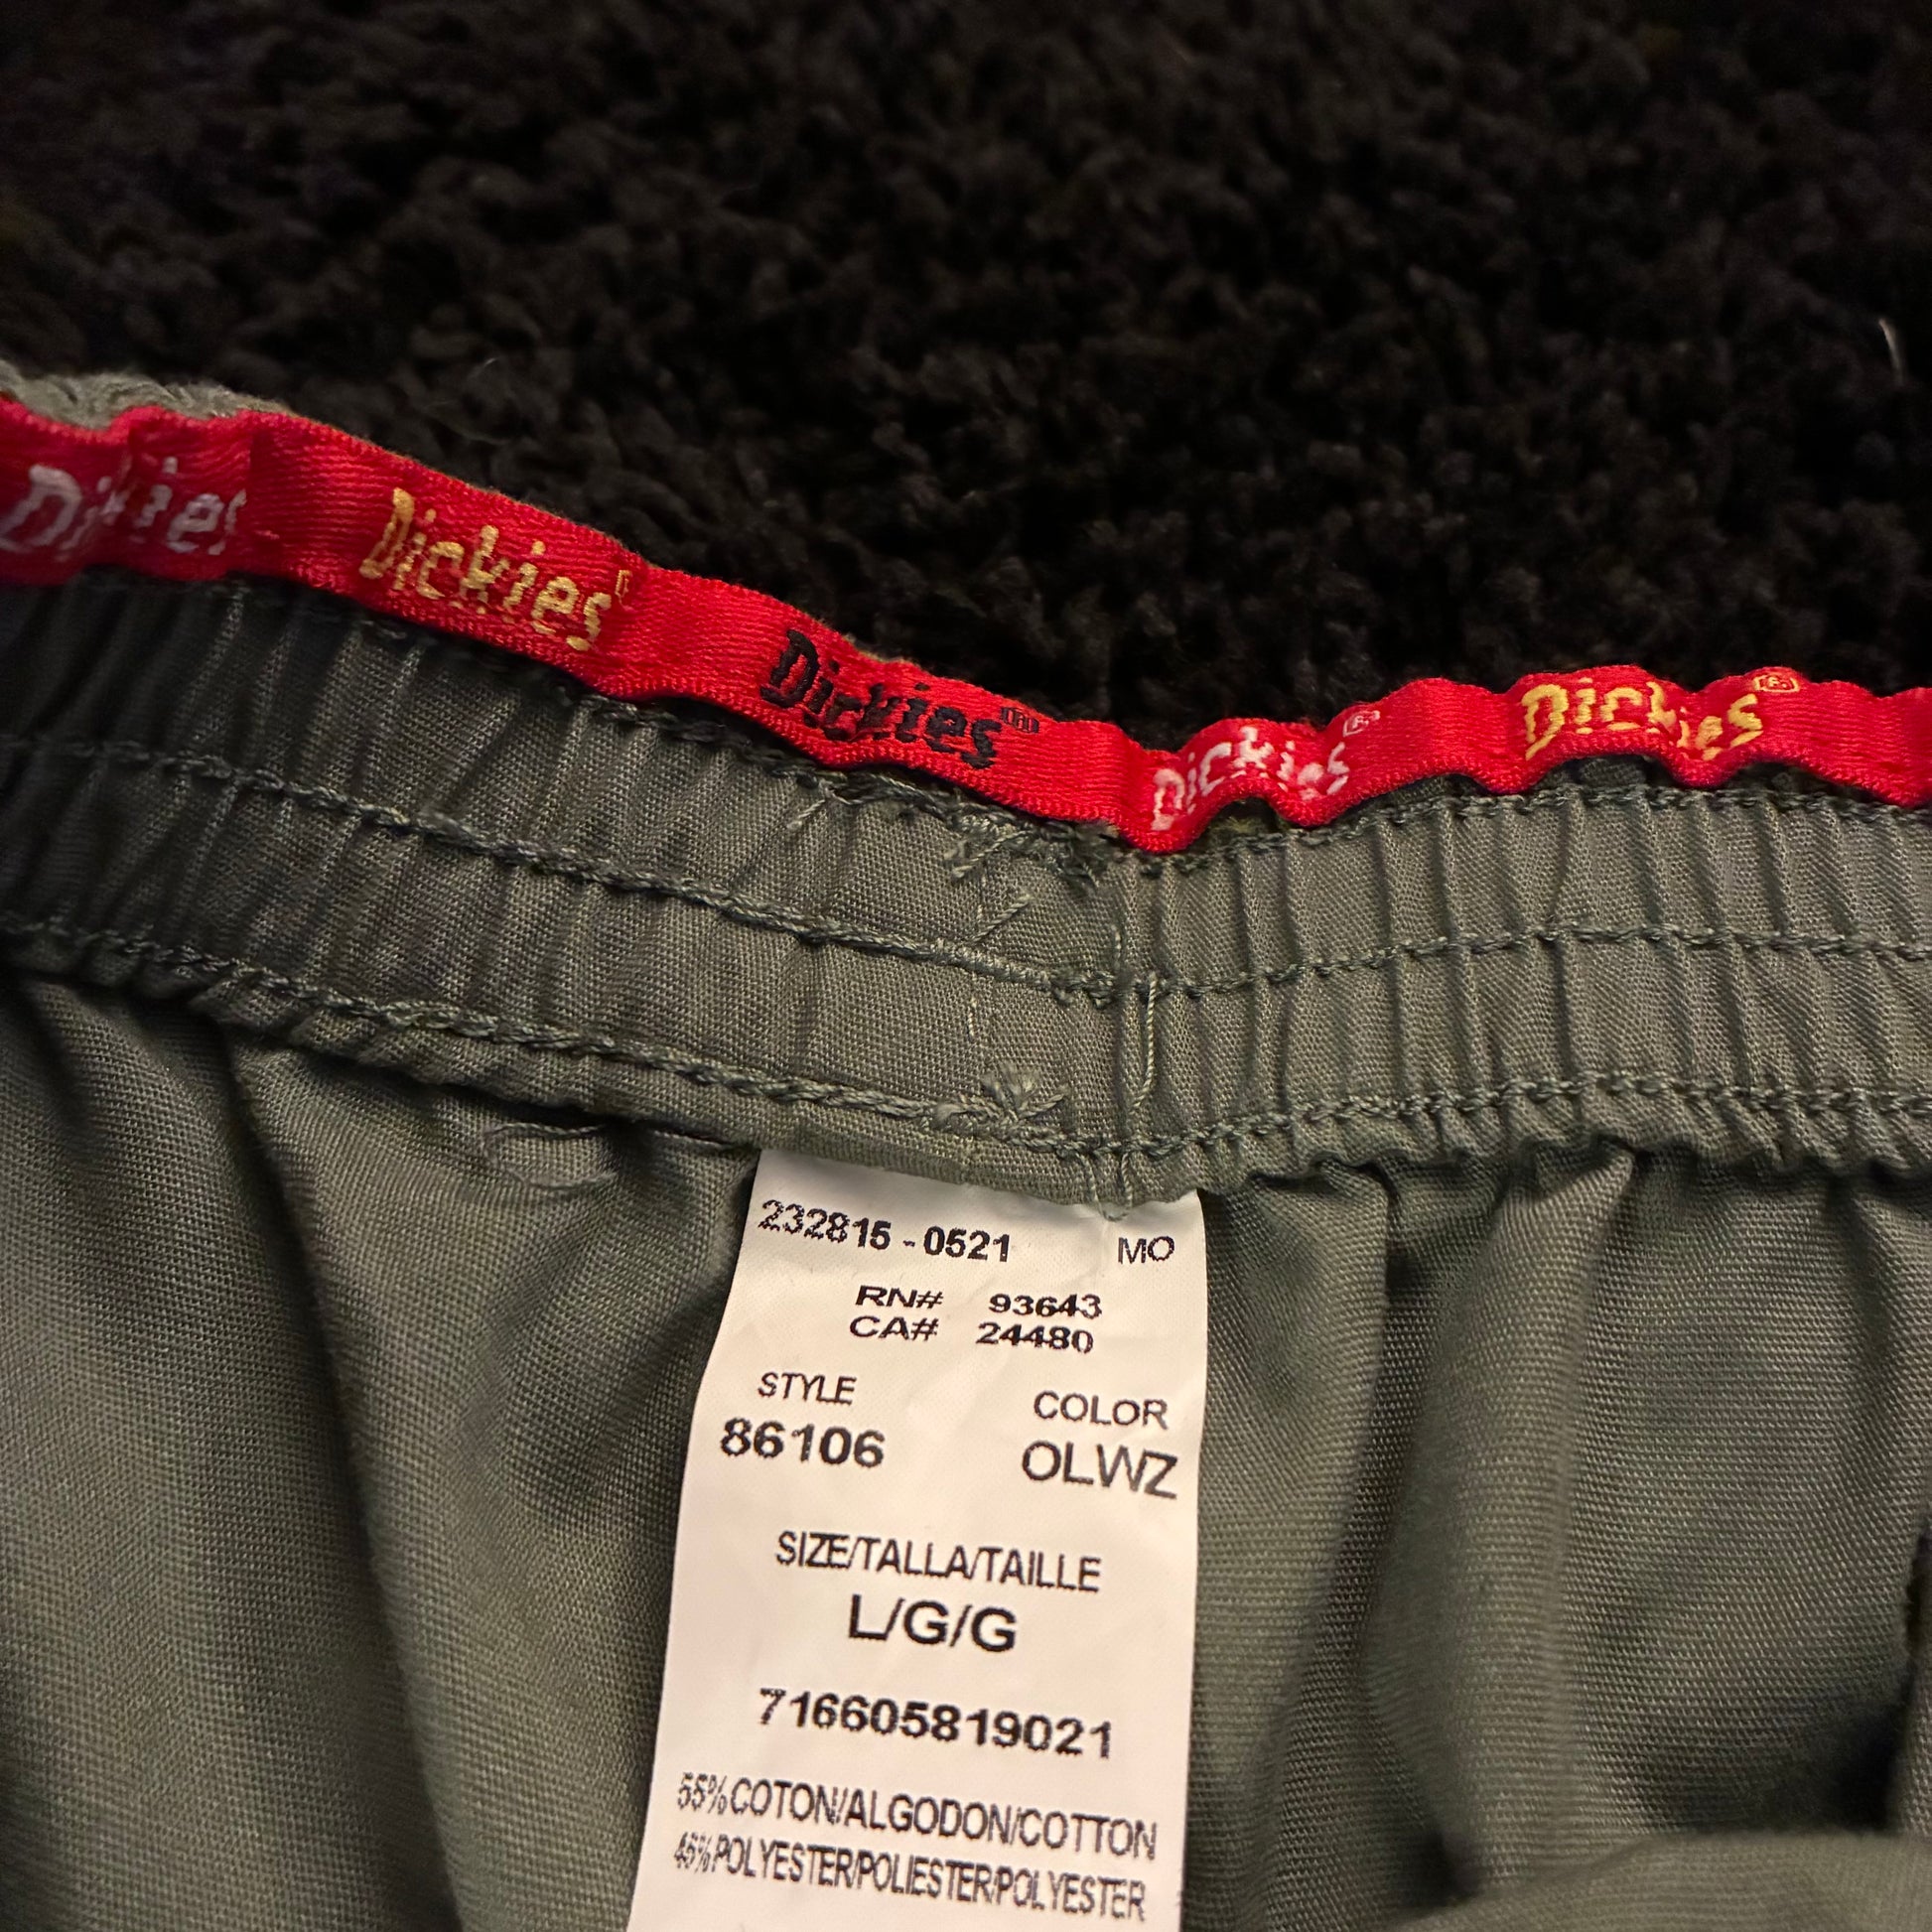 Dickies
Dickies®
Dickies®
Dickies®
Dickies®
232815 - 0521 MO
RN# 93643
CA# 24480
STYLE COLOR
86106 OLWZ
SIZE/TALLA/TAILLE
L/G/G
716605819021
55%COTON/ALGODON/COTTON
45%POLYESTER/POLIESTER/POLYESTER